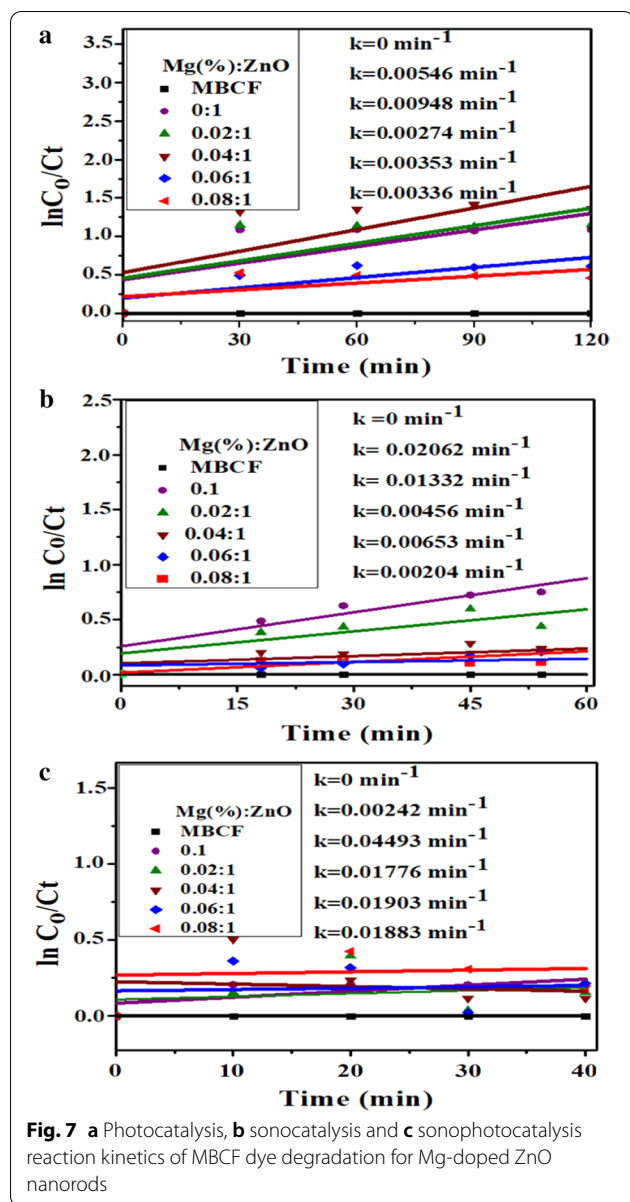 a
3.5
3.0
2.5
2.0
1.5
1.0
0.5
0.0
lnC₀/Ct
Mg(%):ZnO
MBCF
0:1
0.02:1
0.04:1
0.06:1
0.08:1
k=0 min⁻¹
k=0.00546 min⁻¹
k=0.00948 min⁻¹
k=0.00274 min⁻¹
k=0.00353 min⁻¹
k=0.00336 min⁻¹
0 30 60 90 120
Time (min)
b
2.5
2.0
1.5
1.0
0.5
0.0
ln Co/Ct
Mg(%):ZnO
MBCF
0.1
0.02:1
0.04:1
0.06:1
0.08:1
k =0 min⁻¹
k= 0.02062 min⁻¹
k= 0.01332 min⁻¹
k=0.00456 min⁻¹
k=0.00653 min⁻¹
k=0.00204 min⁻¹
0 15 30 45 60
Time (min)
c
1.5
1.0
0.5
0.0
ln C₀/Ct
Mg(%):ZnO
MBCF
0.1
0.02:1
0.04:1
0.06:1
0.08:1
k=0 min⁻¹
k=0.00242 min⁻¹
k=0.04493 min⁻¹
k=0.01776 min⁻¹
k=0.01903 min⁻¹
k=0.01883 min⁻¹
0 10 20 30 40
Time (min)
Fig. 7 a Photocatalysis, b sonocatalysis and c sonophotocatalysis
reaction kinetics of MBCF dye degradation for Mg-doped ZnO
nanorods